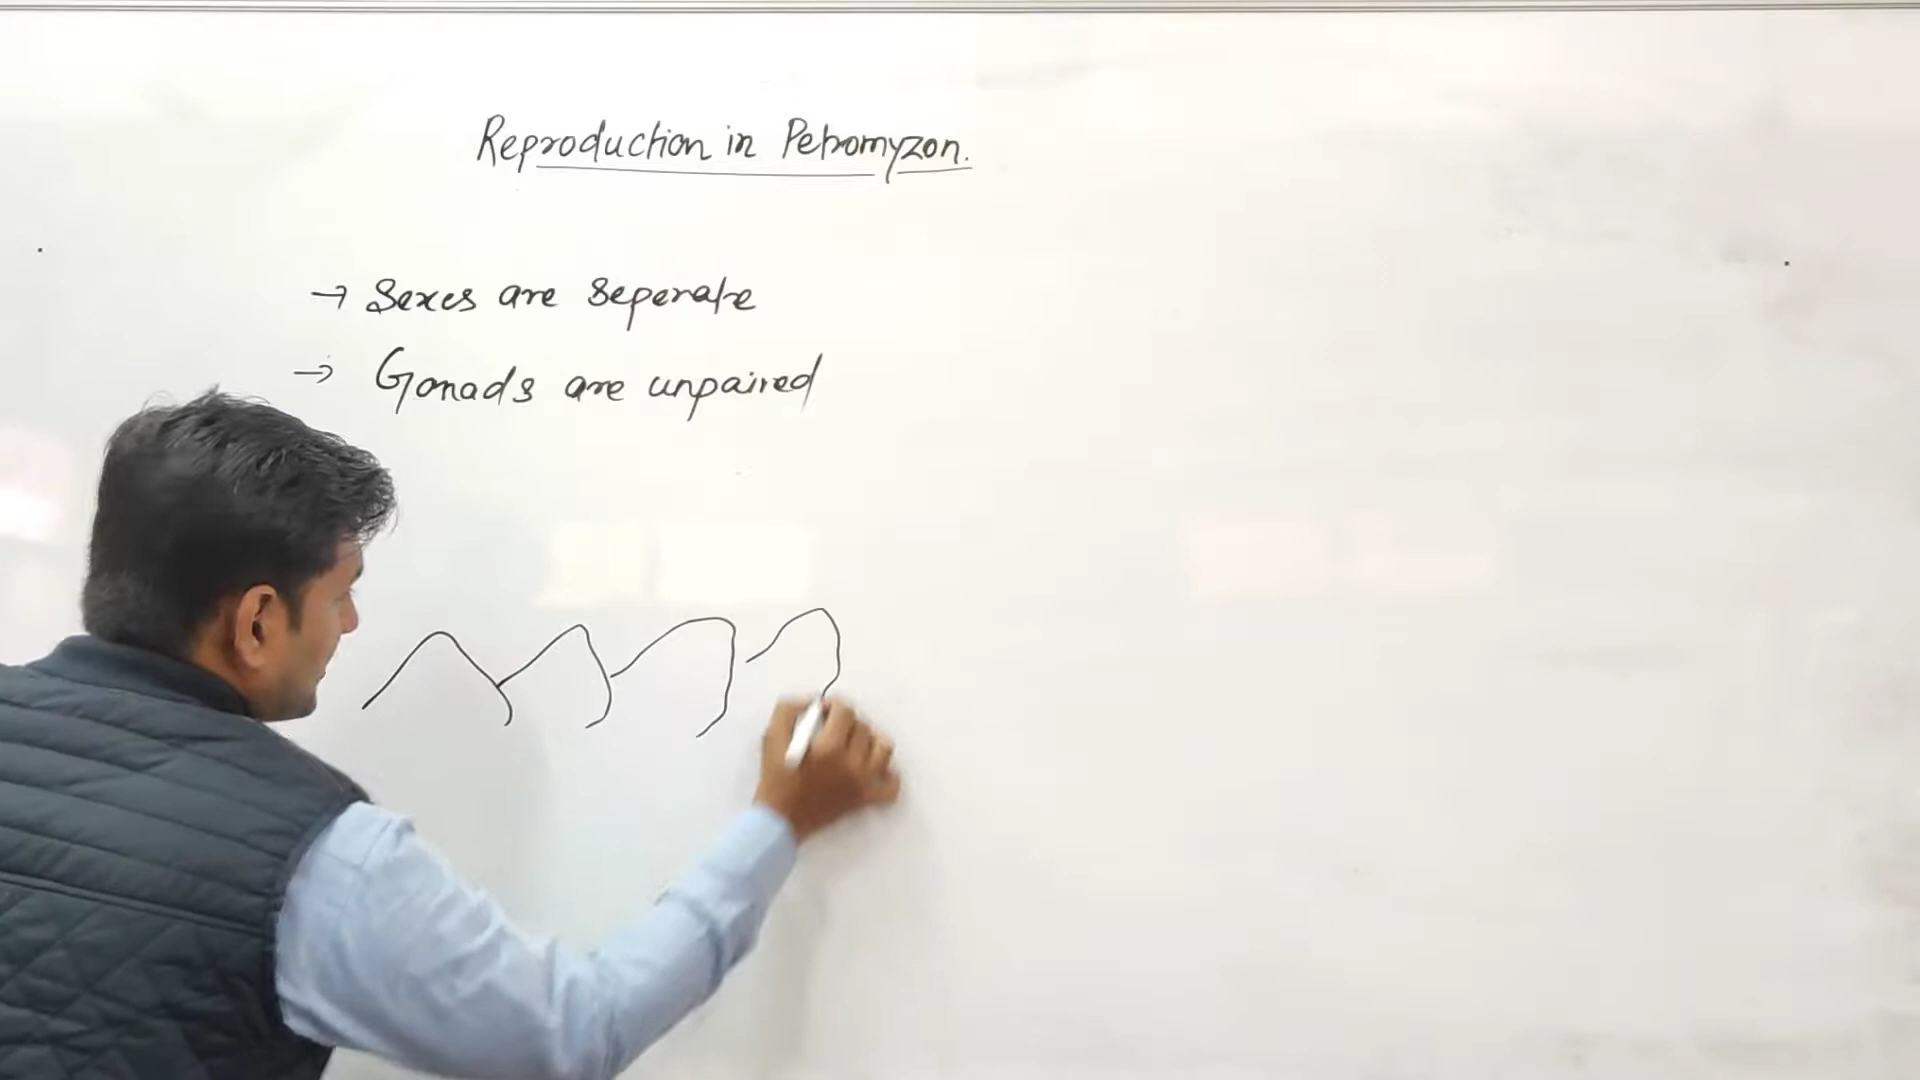 Reproduction in Petromyzon.
→ Sexes are seperate
→ Gonads are unpaired